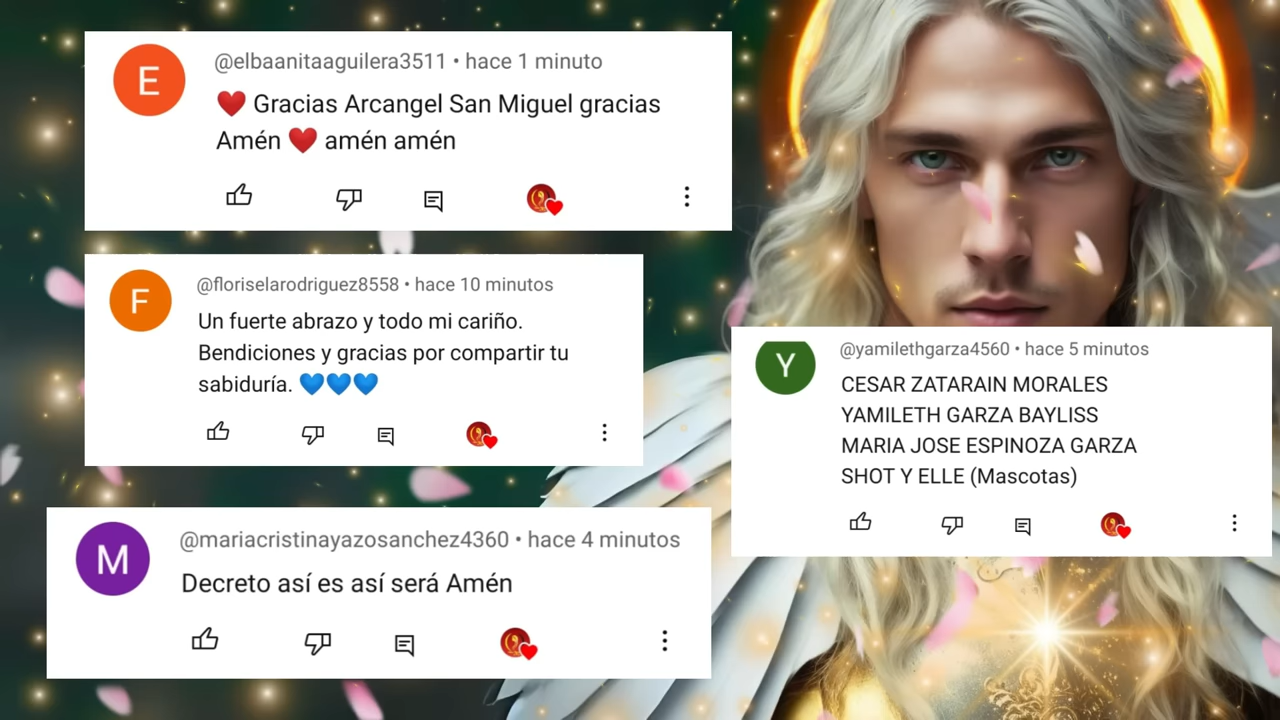 E
@elbaanitaaguilera3511 • hace 1 minuto
❤️ Gracias Arcangel San Miguel gracias
Amén ❤️ amén amén
F
@floriselarodriguez8558 • hace 10 minutos
Un fuerte abrazo y todo mi cariño.
Bendiciones y gracias por compartir tu
sabiduría. 💙💙💙
Y
@yamilethgarza4560 • hace 5 minutos
CESAR ZATARAIN MORALES
YAMILETH GARZA BAYLISS
MARIA JOSE ESPINOZA GARZA
SHOT Y ELLE (Mascotas)
M
@mariacristinayazosanchez4360 • hace 4 minutos
Decreto así es así será Amén